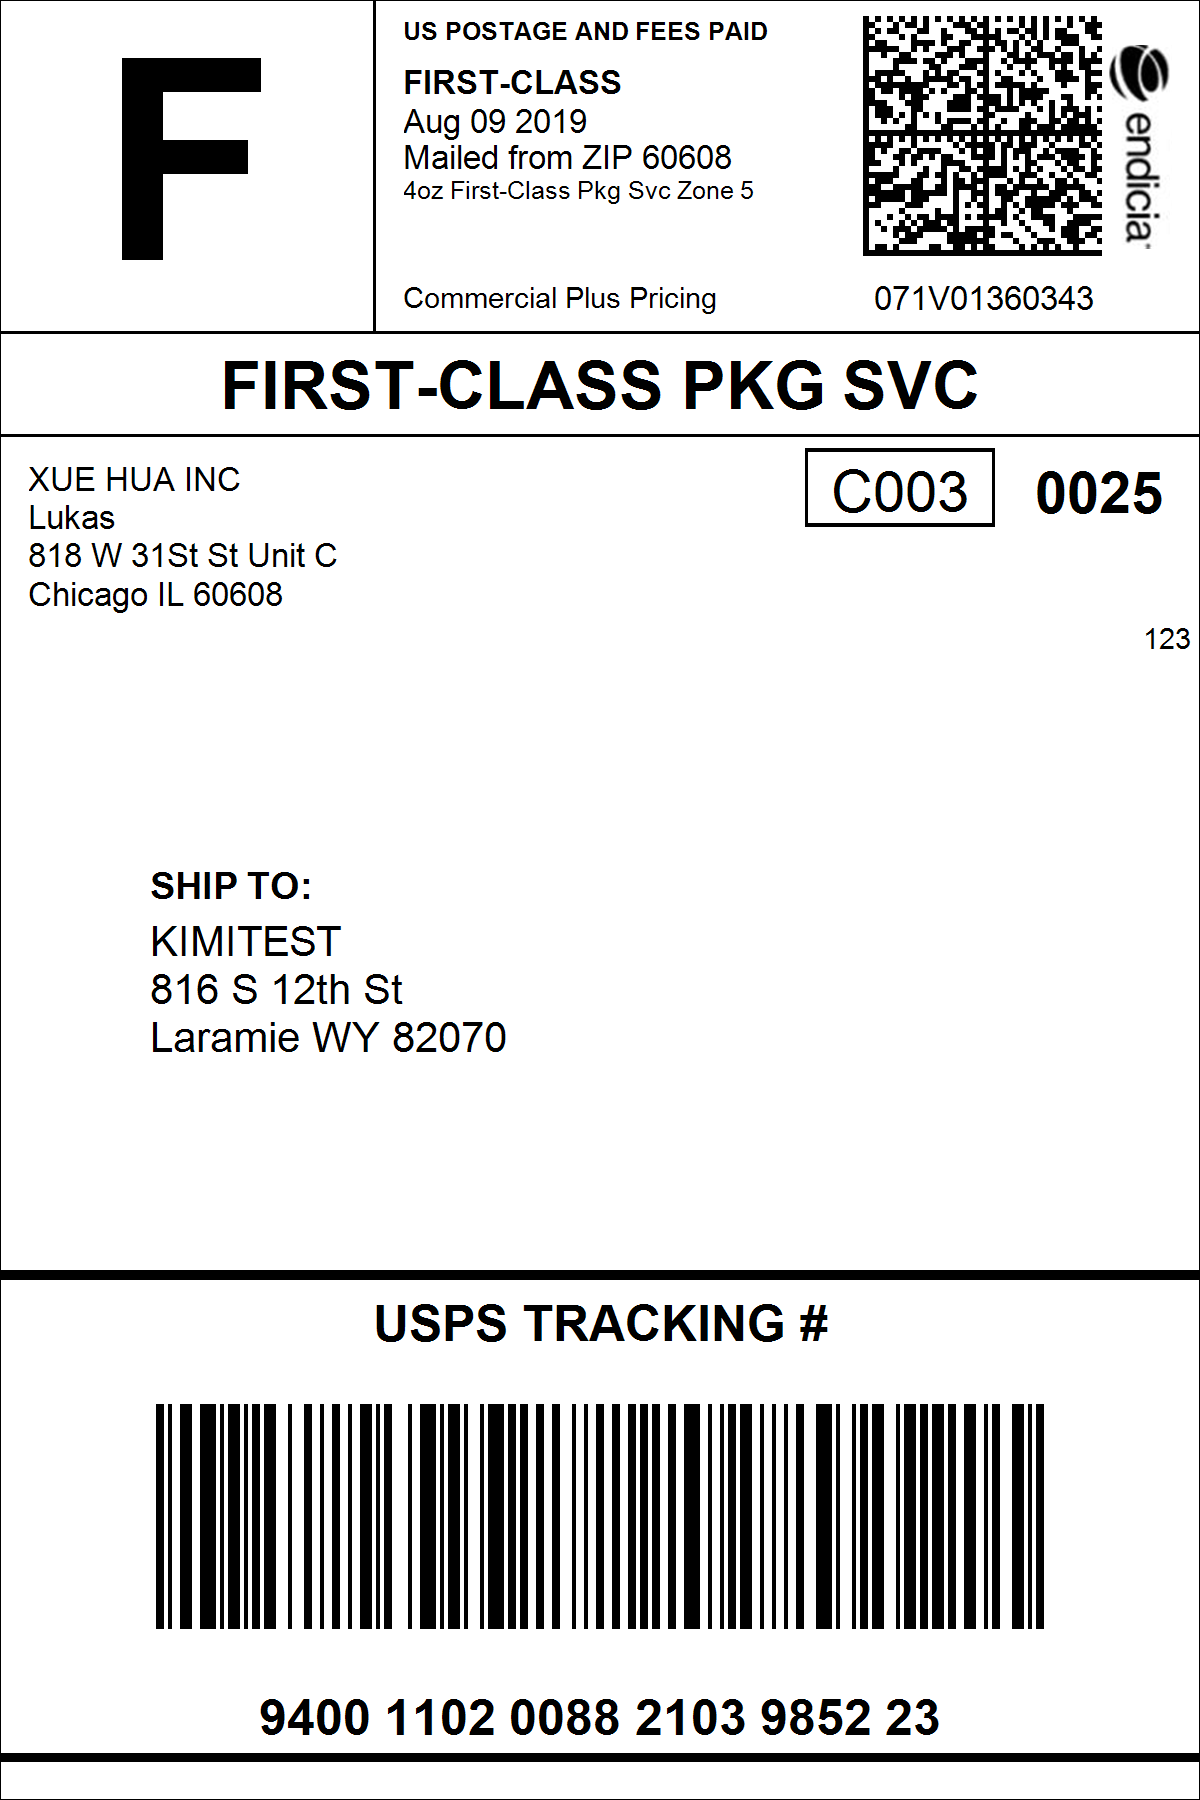 F
US POSTAGE AND FEES PAID
FIRST-CLASS
Aug 09 2019
Mailed from ZIP 60608
4oz First-Class Pkg Svc Zone 5
Commercial Plus Pricing
endicia
071V01360343
FIRST-CLASS PKG SVC
XUE HUA INC
Lukas
818 W 31St St Unit C
Chicago IL 60608
C003
0025
123
SHIP TO:
KIMITEST
816 S 12th St
Laramie WY 82070
USPS TRACKING #
9400 1102 0088 2103 9852 23